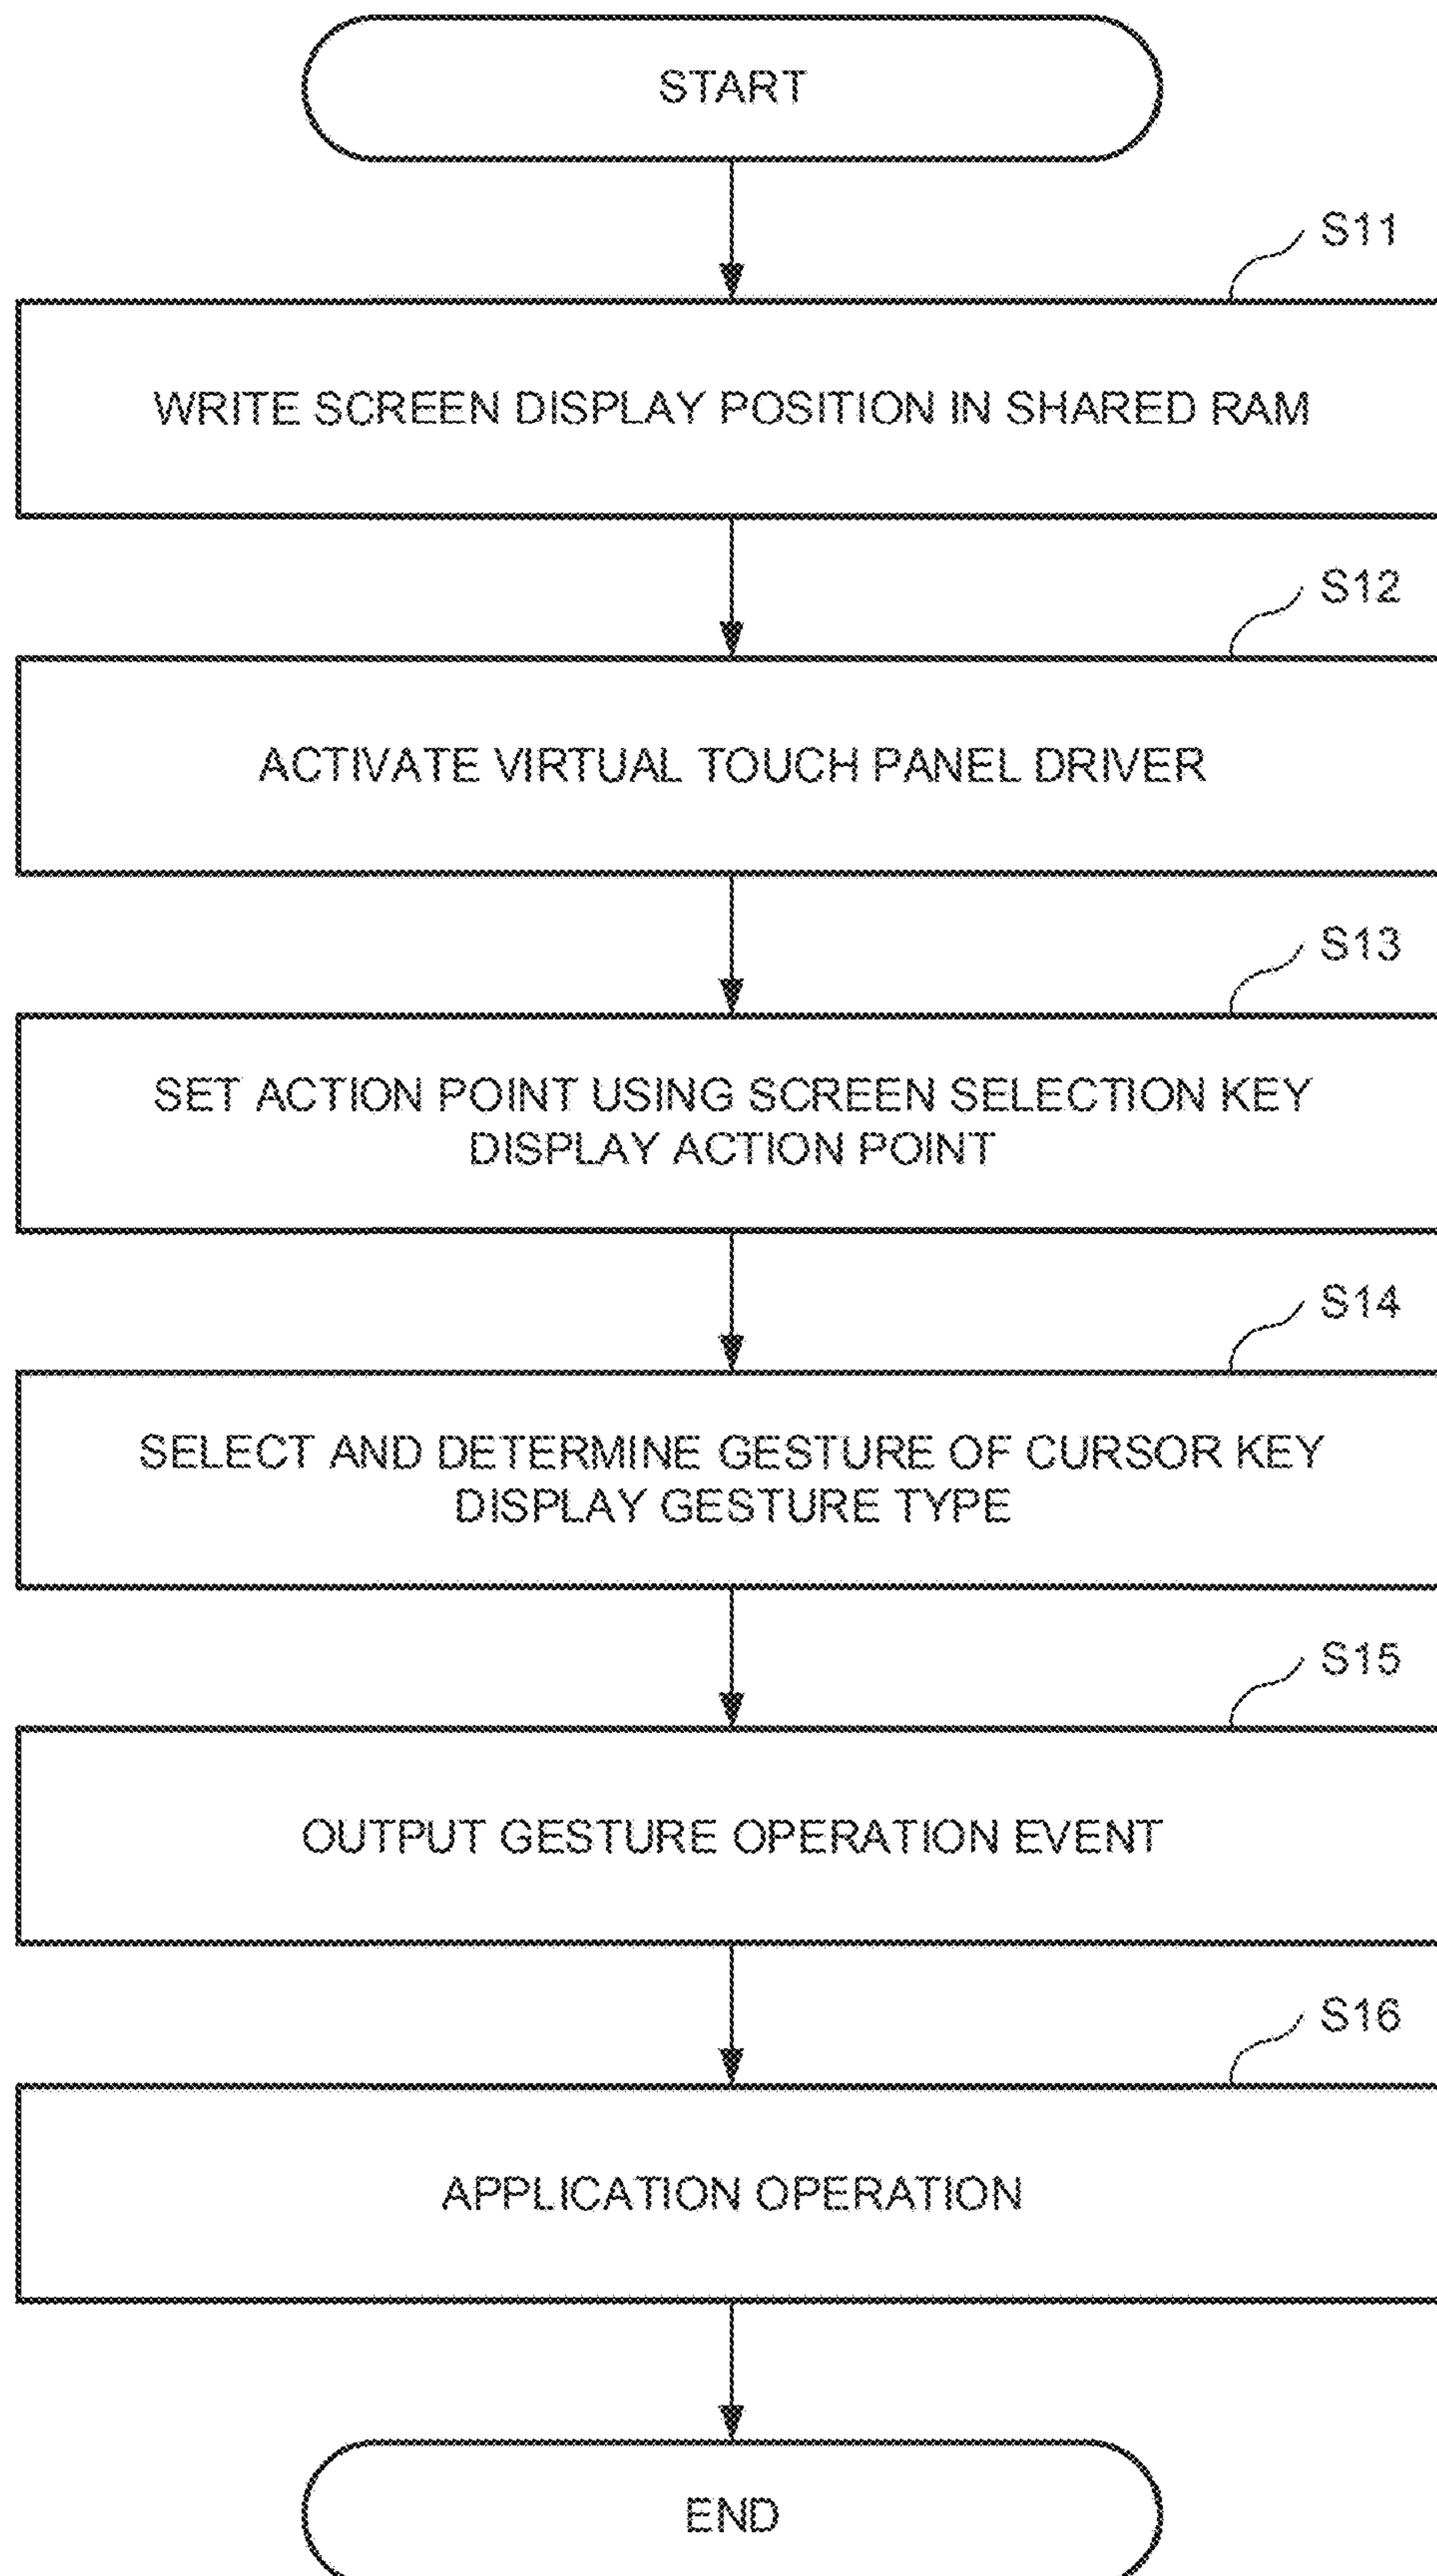 START
S11
WRITE SCREEN DISPLAY POSITION IN SHARED RAM
S12
ACTIVATE VIRTUAL TOUCH PANEL DRIVER
S13
SET ACTION POINT USING SCREEN SELECTION KEY
DISPLAY ACTION POINT
S14
SELECT AND DETERMINE GESTURE OF CURSOR KEY
DISPLAY GESTURE TYPE
S15
OUTPUT GESTURE OPERATION EVENT
S16
APPLICATION OPERATION
END